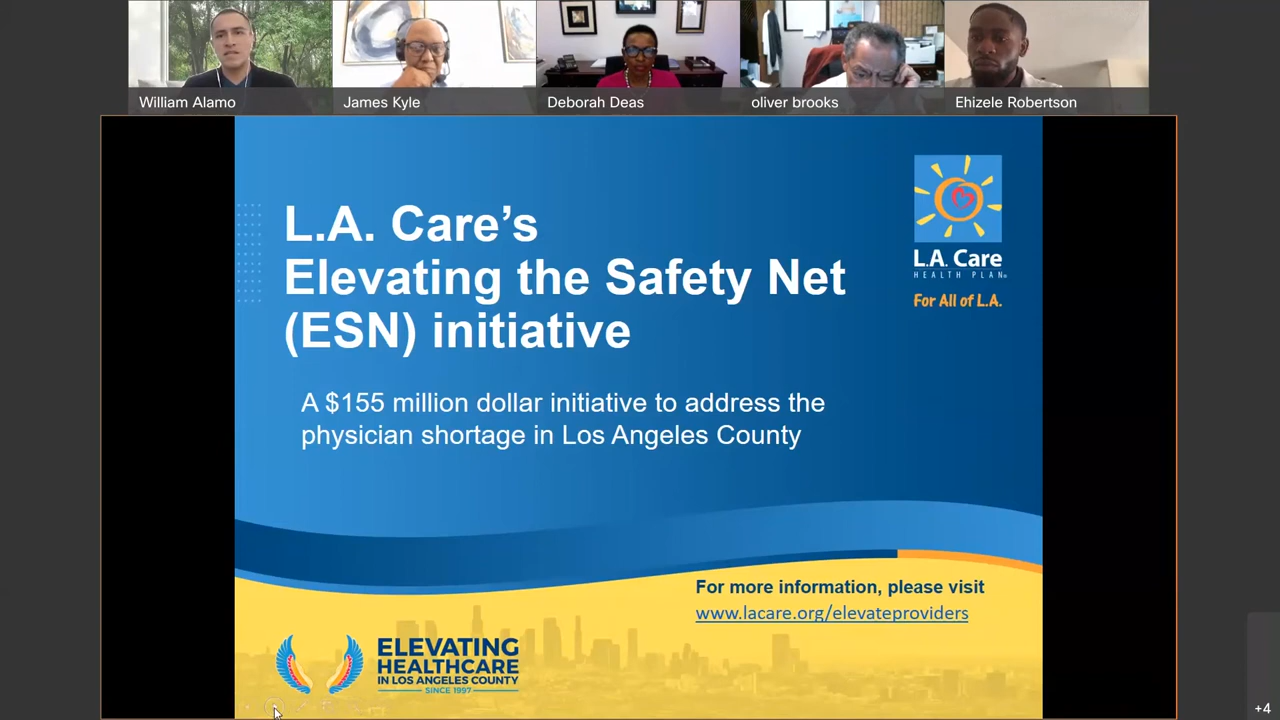 William Alamo
James Kyle
Deborah Deas
oliver brooks
Ehizele Robertson
L.A. Care's
Elevating the Safety Net
(ESN) initiative
L.A. Care
HEALTH PLAN®
For All of L.A.
A $155 million dollar initiative to address the
physician shortage in Los Angeles County
For more information, please visit
www.lacare.org/elevateproviders
ELEVATING
HEALTHCARE
IN LOS ANGELES COUNTY
SINCE 1997
+4